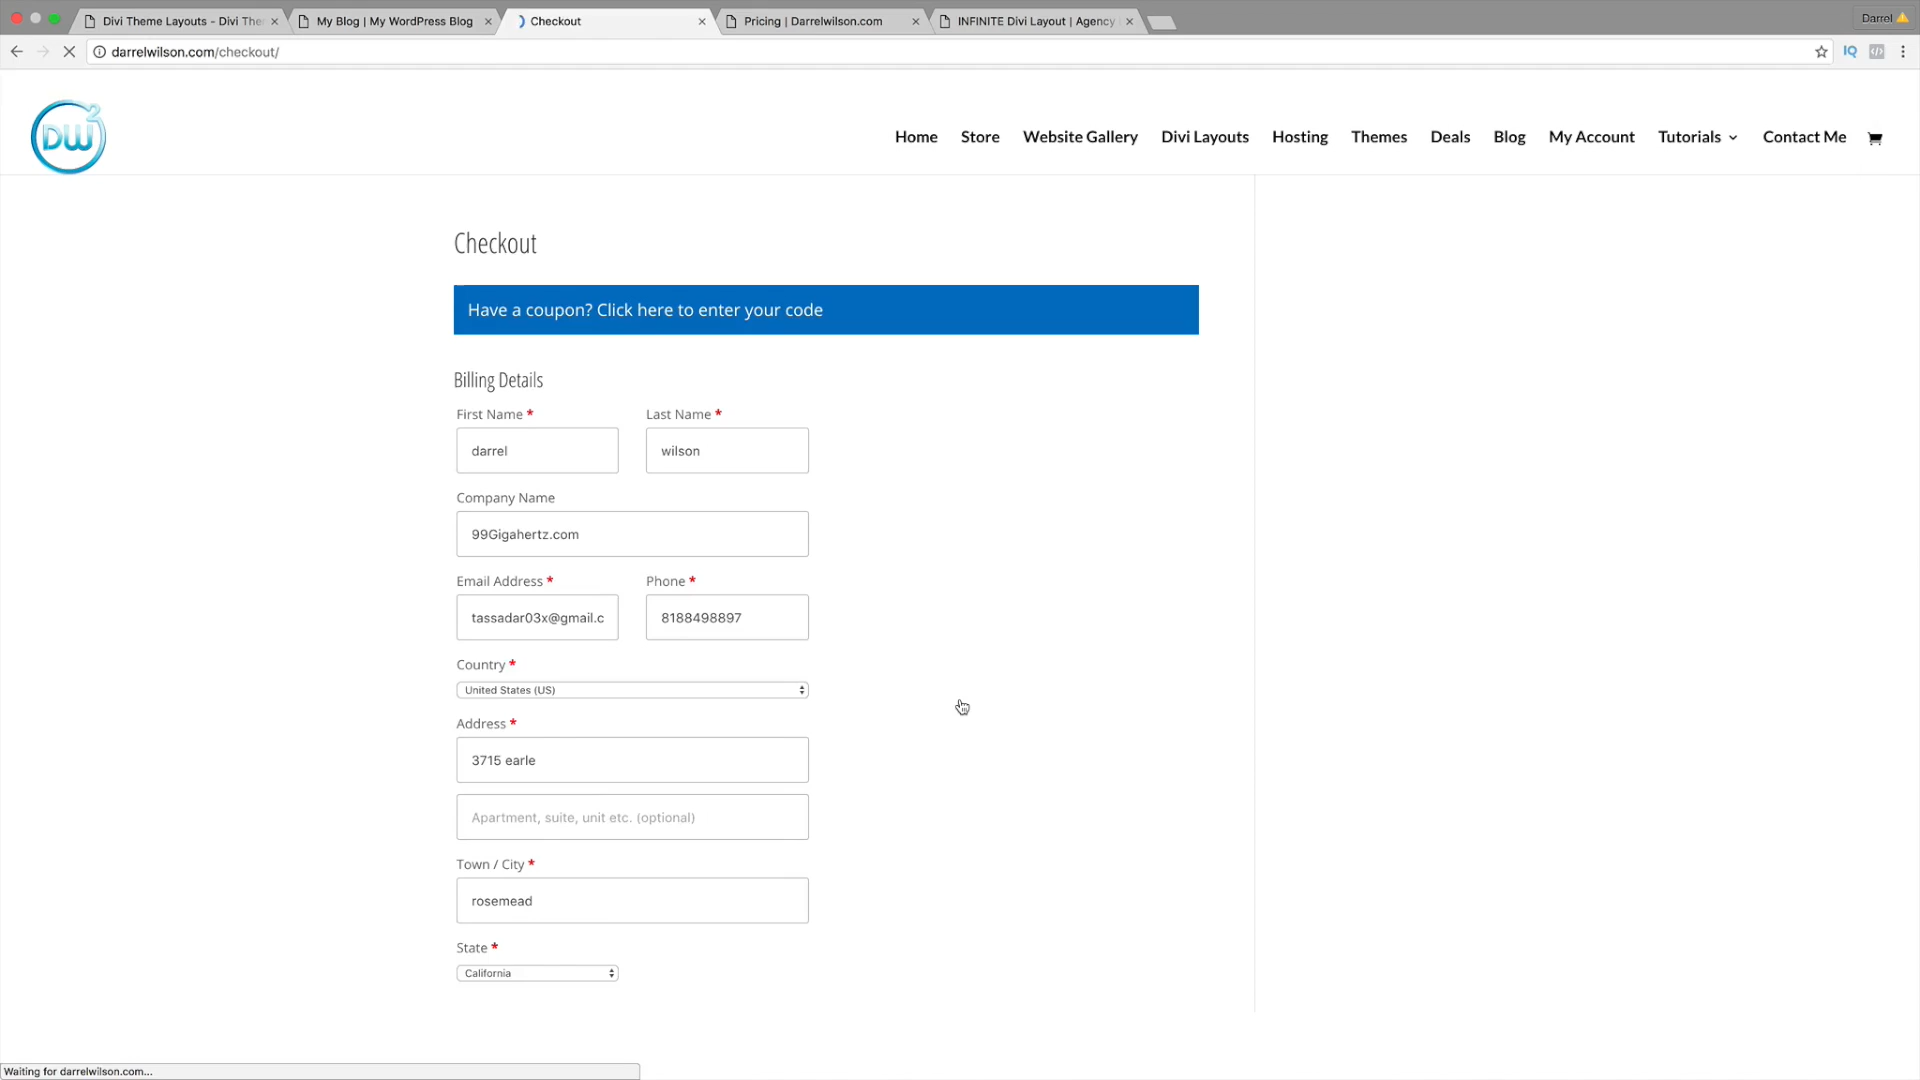 Divi Theme Layouts - Divi Ther
My Blog | My WordPress Blog
Checkout
Pricing | Darrelwilson.com
INFINITE Divi Layout | Agency
Darrel
darrelwilson.com/checkout/
IQ
DW2
Home
Store
Website Gallery
Divi Layouts
Hosting
Themes
Deals
Blog
My Account
Tutorials
Contact Me
Checkout
Have a coupon? Click here to enter your code
Billing Details
First Name *
Last Name *
darrel
wilson
Company Name
99Gigahertz.com
Email Address *
Phone *
tassadar03x@gmail.c
8188498897
Country *
United States (US)
Address *
3715 earle
Apartment, suite, unit etc. (optional)
Town / City *
rosemead
State *
California
Waiting for darrelwilson.com...